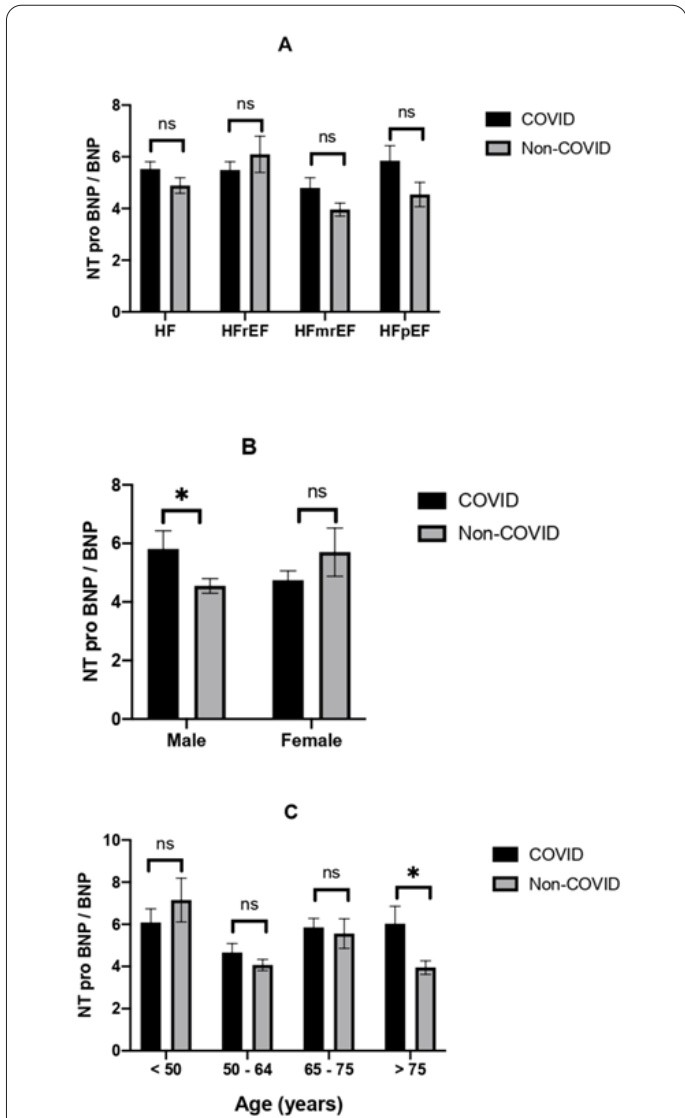 A
ns ns ns ns
COVID
Non-COVID
NT pro BNP / BNP
8
6
4
2
0
HF HFrEF HFmrEF HFpEF
B
* ns
COVID
Non-COVID
NT pro BNP / BNP
8
6
4
2
0
Male Female
C
ns ns ns *
COVID
Non-COVID
NT pro BNP / BNP
10
8
6
4
2
0
< 50 50 - 64 65 - 75 > 75
Age (years)